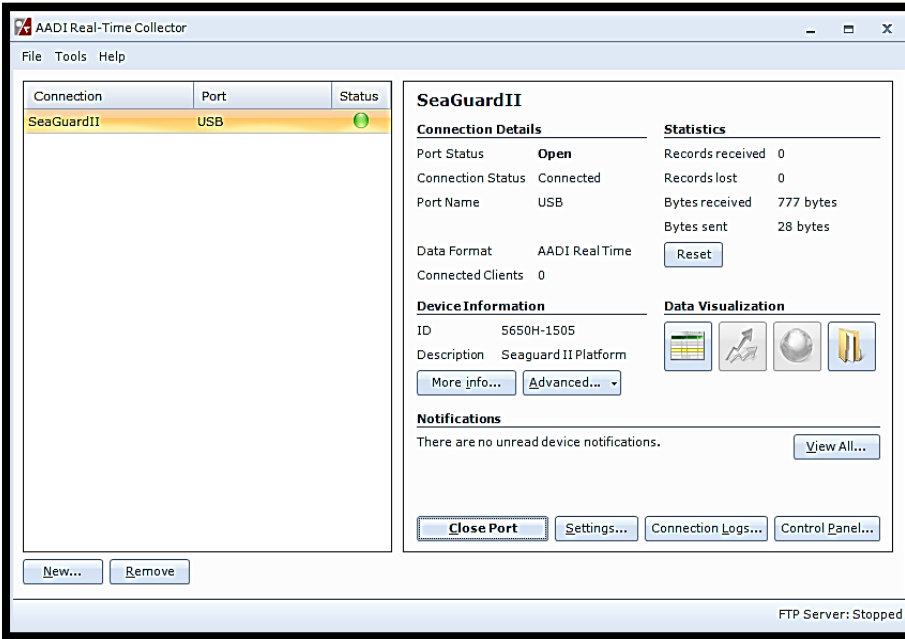 AADI Real-Time Collector
File Tools Help
Connection Port Status
SeaGuardII USB
SeaGuardII
Connection Details
Port Status Open
Connection Status Connected
Port Name USB
Data Format AADI Real Time
Connected Clients 0
Statistics
Records received 0
Records lost 0
Bytes received 777 bytes
Bytes sent 28 bytes
Reset
Device Information
ID 5650H-1505
Description Seaguard II Platform
More info... Advanced...
Data Visualization
Notifications
There are no unread device notifications.
View All...
Close Port Settings... Connection Logs... Control Panel...
New... Remove
FTP Server: Stopped